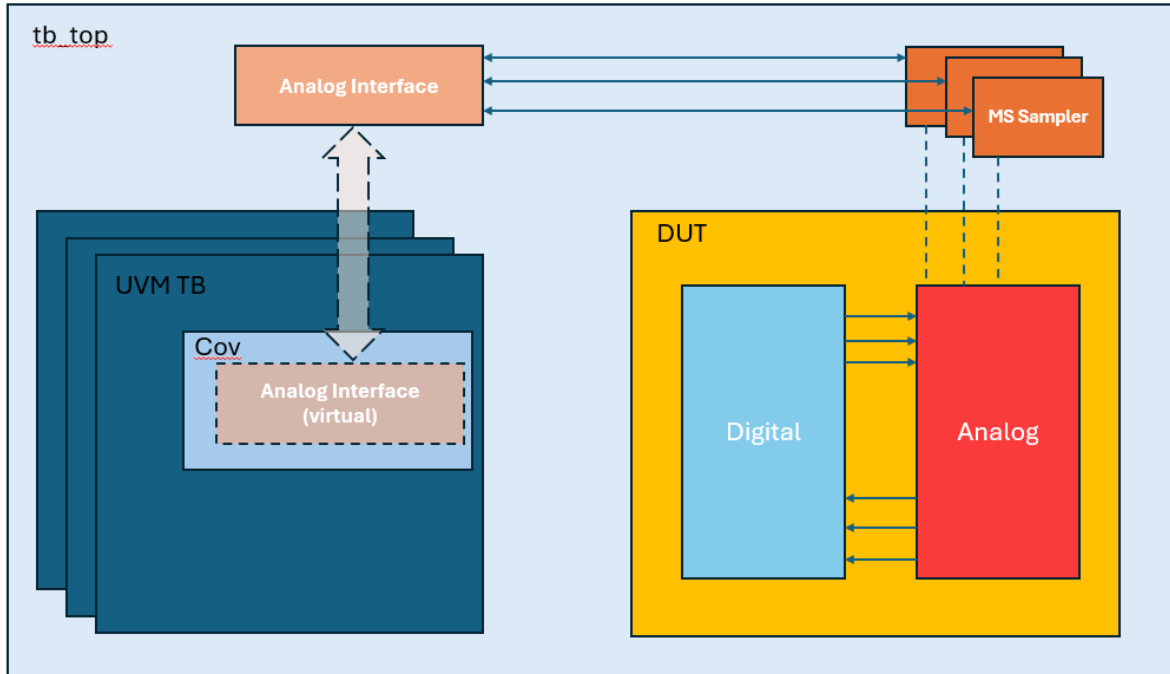 tb_top
Analog Interface
MS Sampler
UVM TB
Cov
Analog Interface
(virtual)
DUT
Digital
Analog